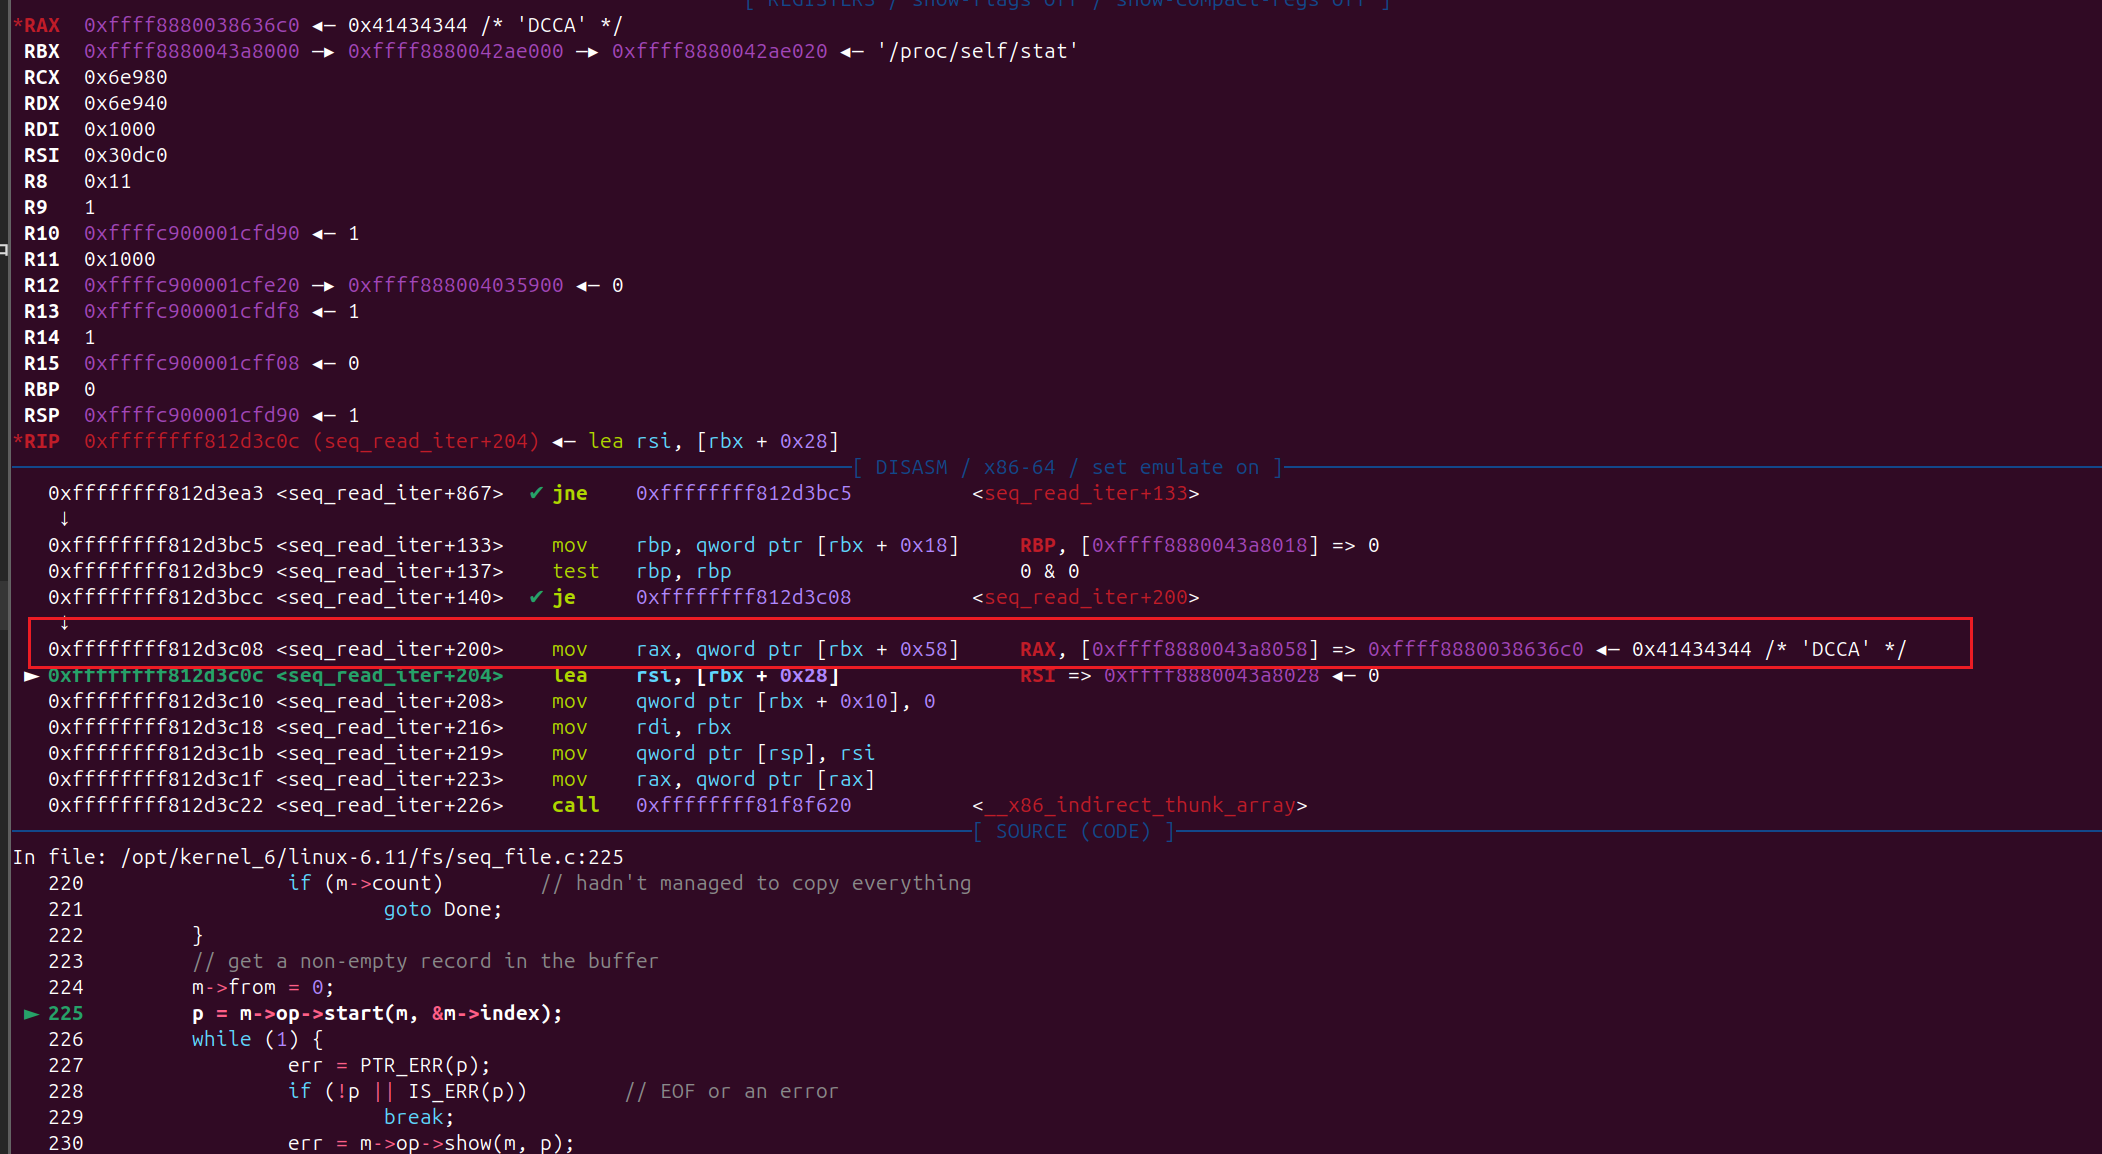 [ REGISTERS / show-flags off / show-compact-regs off ]
*RAX  0xffff8880038636c0 ◂— 0x41434344 /* 'DCCA' */
 RBX  0xffff8880043a8000 —▸ 0xffff8880042ae000 —▸ 0xffff8880042ae020 ◂— '/proc/self/stat'
 RCX  0x6e980
 RDX  0x6e940
 RDI  0x1000
 RSI  0x30dc0
 R8   0x11
 R9   1
 R10  0xffffc900001cfd90 ◂— 1
 R11  0x1000
 R12  0xffffc900001cfe20 —▸ 0xffff888004035900 ◂— 0
 R13  0xffffc900001cfdf8 ◂— 1
 R14  1
 R15  0xffffc900001cff08 ◂— 0
 RBP  0
 RSP  0xffffc900001cfd90 ◂— 1
*RIP  0xffffffff812d3c0c (seq_read_iter+204) ◂— lea rsi, [rbx + 0x28]
[ DISASM / x86-64 / set emulate on ]
   0xffffffff812d3ea3 <seq_read_iter+867>  ✔ jne    0xffffffff812d3bc5          <seq_read_iter+133>
    ↓
   0xffffffff812d3bc5 <seq_read_iter+133>    mov    rbp, qword ptr [rbx + 0x18]     RBP, [0xffff8880043a8018] => 0
   0xffffffff812d3bc9 <seq_read_iter+137>    test   rbp, rbp                        0 & 0
   0xffffffff812d3bcc <seq_read_iter+140>  ✔ je     0xffffffff812d3c08          <seq_read_iter+200>
    ↓
   0xffffffff812d3c08 <seq_read_iter+200>    mov    rax, qword ptr [rbx + 0x58]     RAX, [0xffff8880043a8058] => 0xffff8880038636c0 ◂— 0x41434344 /* 'DCCA' */
 ► 0xffffffff812d3c0c <seq_read_iter+204>    lea    rsi, [rbx + 0x28]               RSI => 0xffff8880043a8028 ◂— 0
   0xffffffff812d3c10 <seq_read_iter+208>    mov    qword ptr [rbx + 0x10], 0
   0xffffffff812d3c18 <seq_read_iter+216>    mov    rdi, rbx
   0xffffffff812d3c1b <seq_read_iter+219>    mov    qword ptr [rsp], rsi
   0xffffffff812d3c1f <seq_read_iter+223>    mov    rax, qword ptr [rax]
   0xffffffff812d3c22 <seq_read_iter+226>    call   0xffffffff81f8f620          <__x86_indirect_thunk_array>
[ SOURCE (CODE) ]
In file: /opt/kernel_6/linux-6.11/fs/seq_file.c:225
   220                 if (m->count)        // hadn't managed to copy everything
   221                         goto Done;
   222         }
   223         // get a non-empty record in the buffer
   224         m->from = 0;
 ► 225         p = m->op->start(m, &m->index);
   226         while (1) {
   227                 err = PTR_ERR(p);
   228                 if (!p || IS_ERR(p))        // EOF or an error
   229                         break;
   230                 err = m->op->show(m, p);